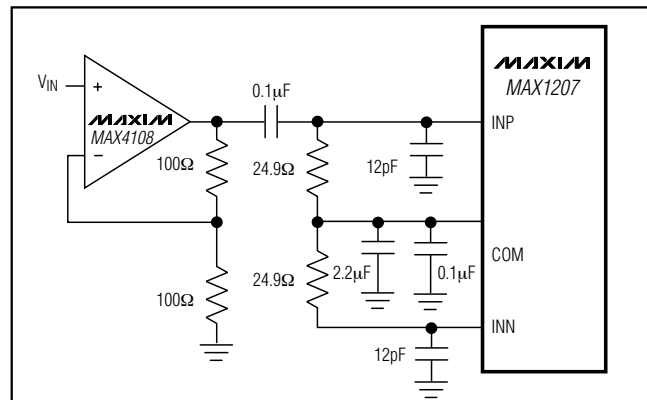 MAXIM
MAX1207
VIN
+
MAXIM
MAX4108
−
0.1μF
INP
100Ω
24.9Ω
12pF
COM
2.2μF
0.1μF
100Ω
24.9Ω
INN
12pF